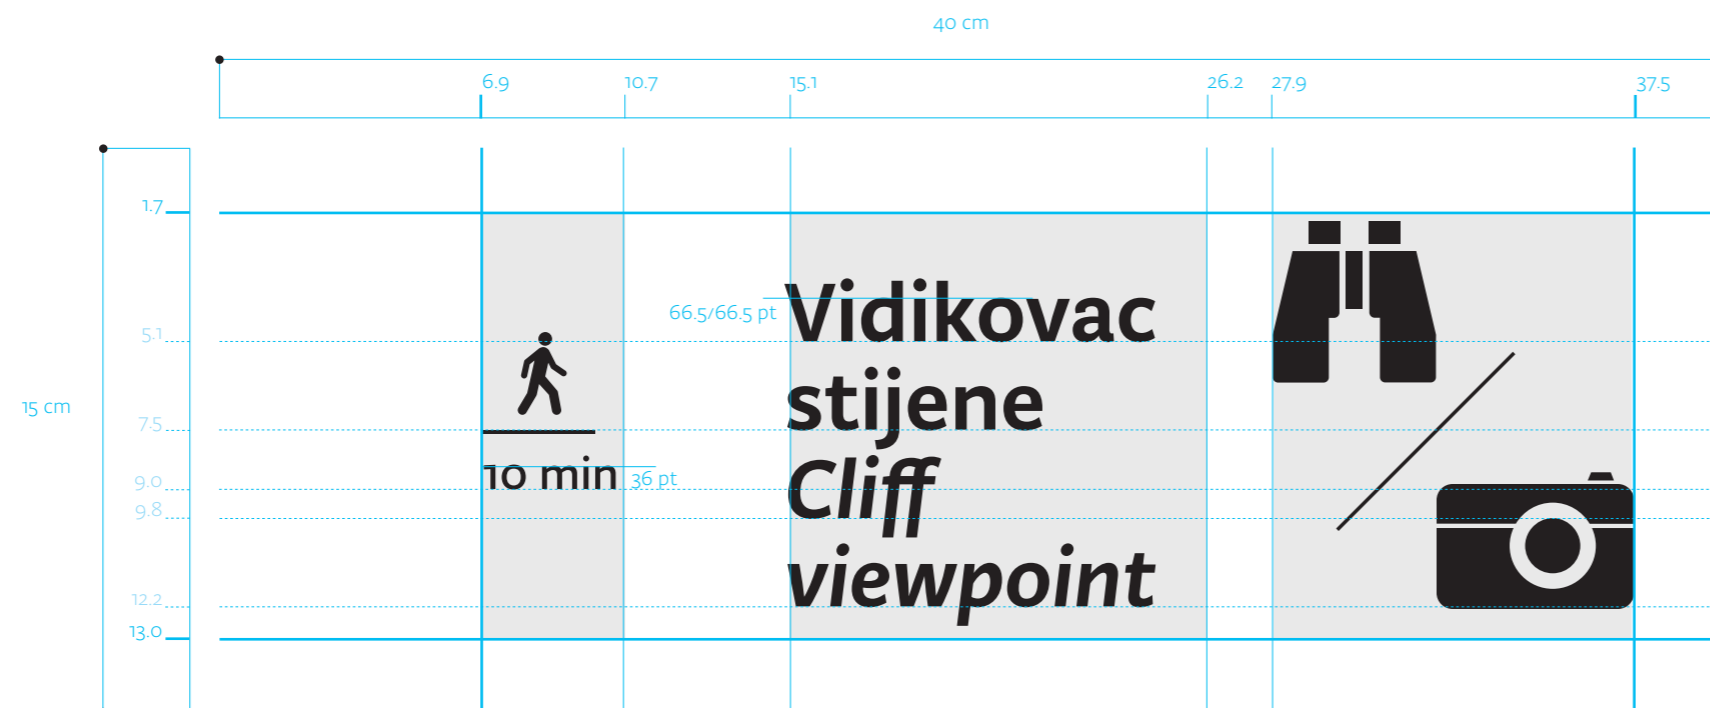 40 cm
6.9 10.7 15.1 26.2 27.9 37.5
1.7
66.5/66.5 pt
Vidikovac
5.1
stijene
15 cm
7.5
10 min
36 pt
Cliff
9.0
9.8
viewpoint
12.2
13.0